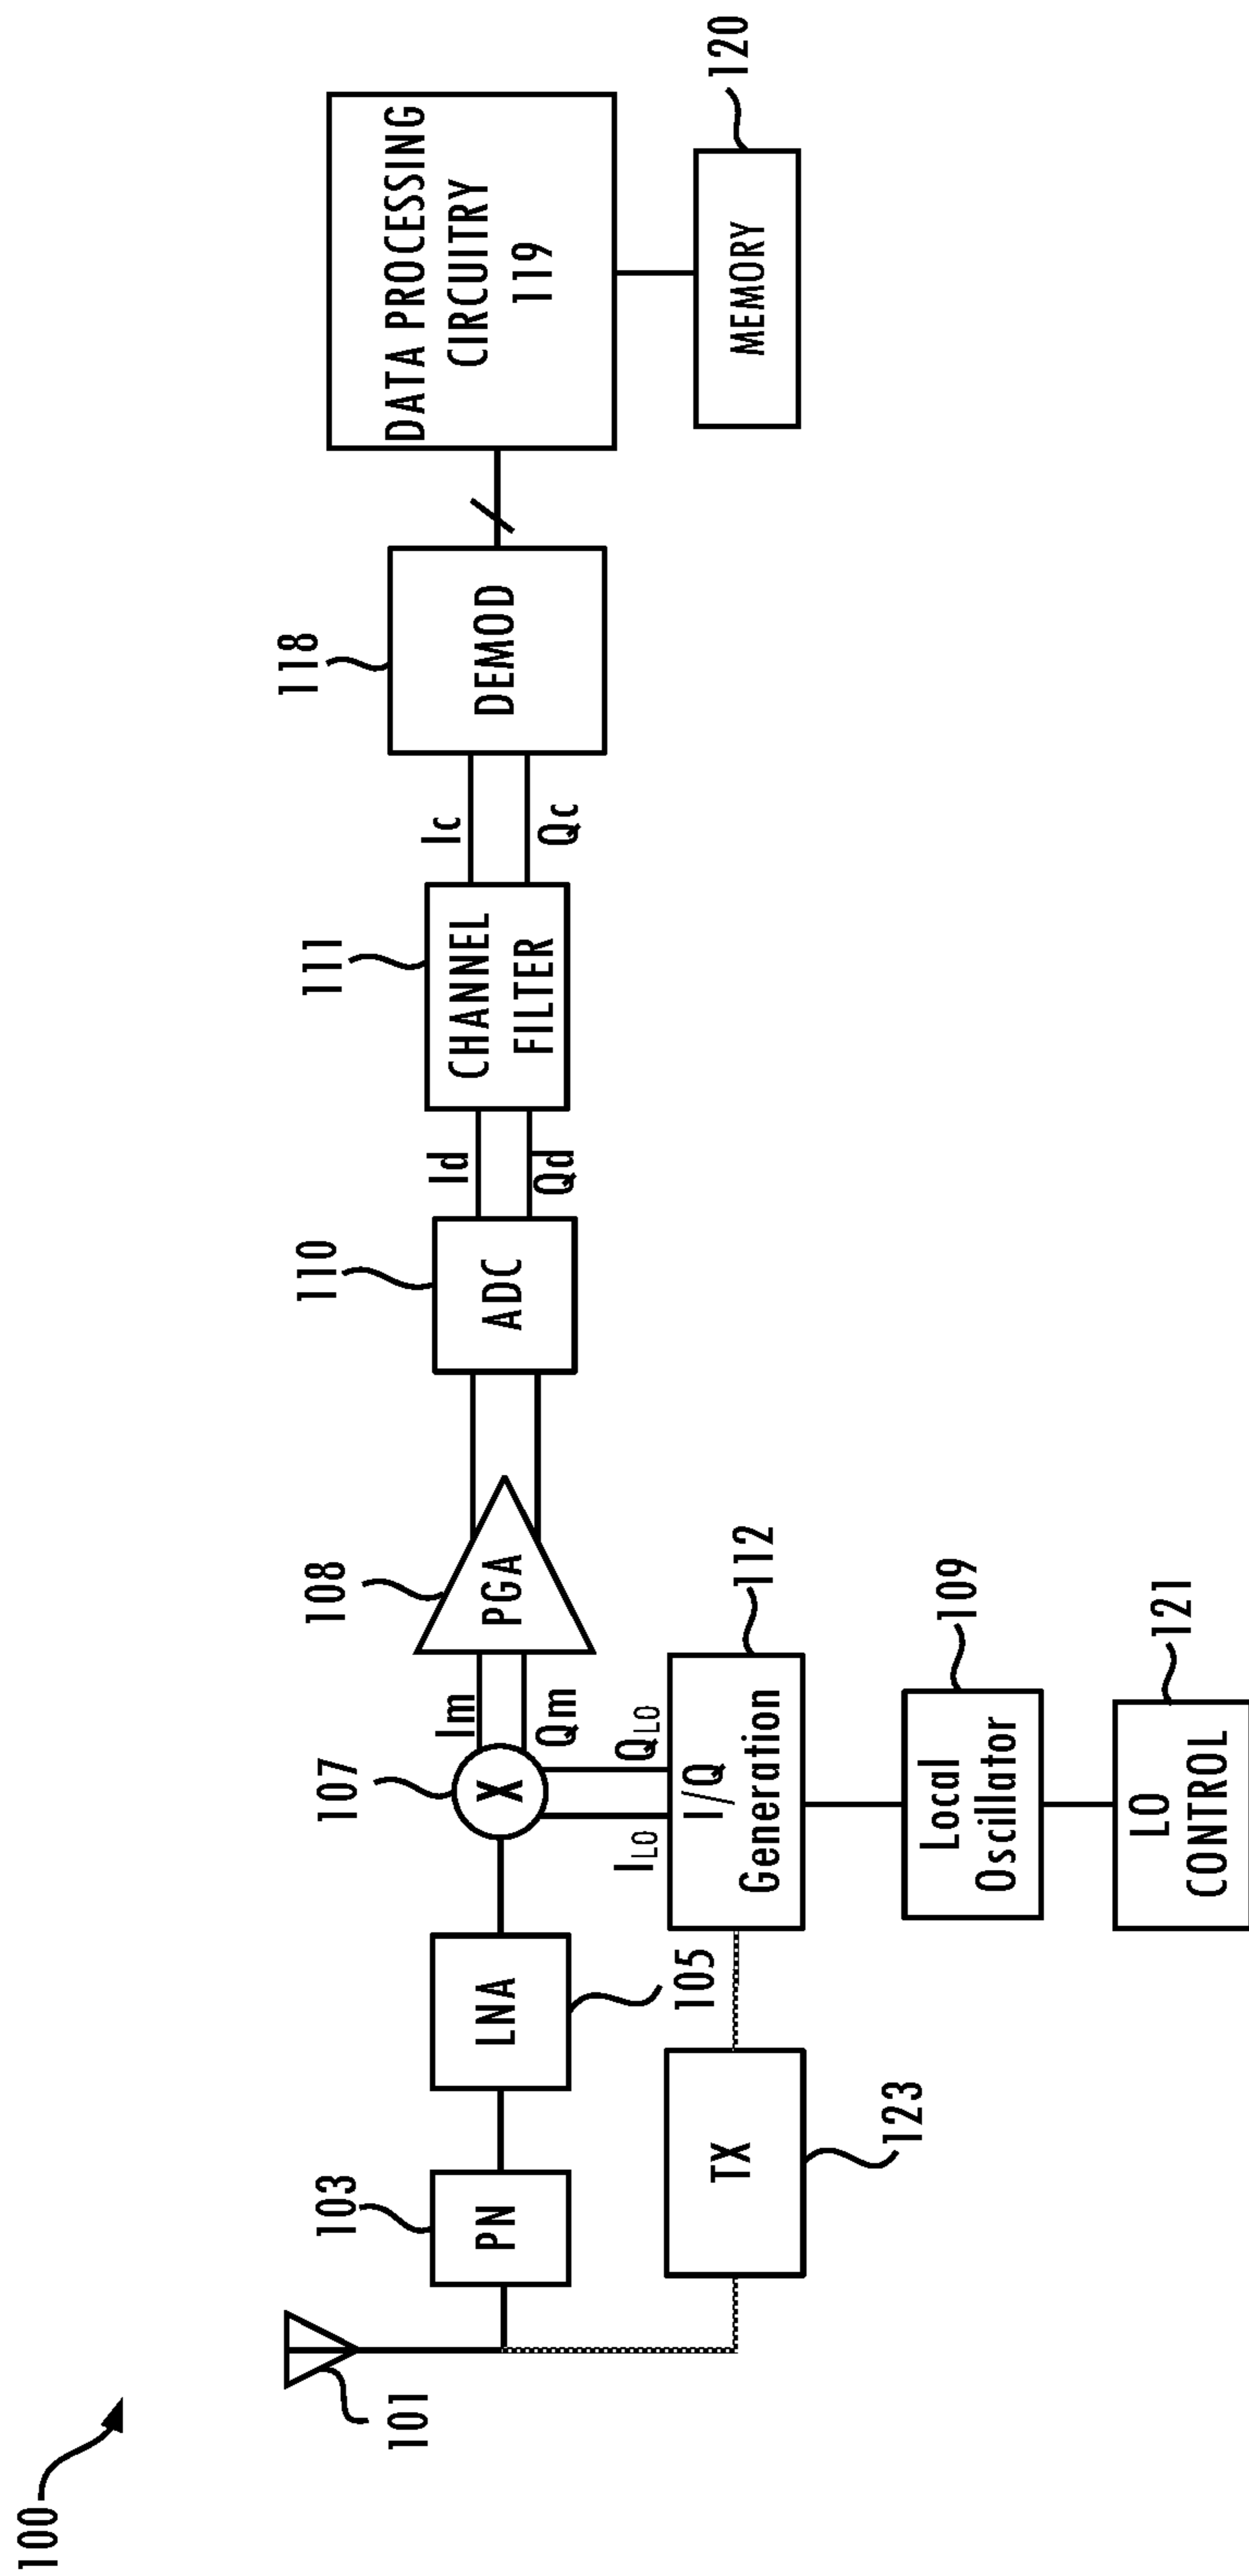 100
101
103
PN
LNA
105
107
X
Im
Qm
108
PGA
110
ADC
Id
Qd
111
CHANNEL
FILTER
Ic
Qc
118
DEMOD
DATA PROCESSING
CIRCUITRY
119
MEMORY
120
TX
123
ILO
QLO
I/Q
Generation
112
Local
Oscillator
109
LO
CONTROL
121